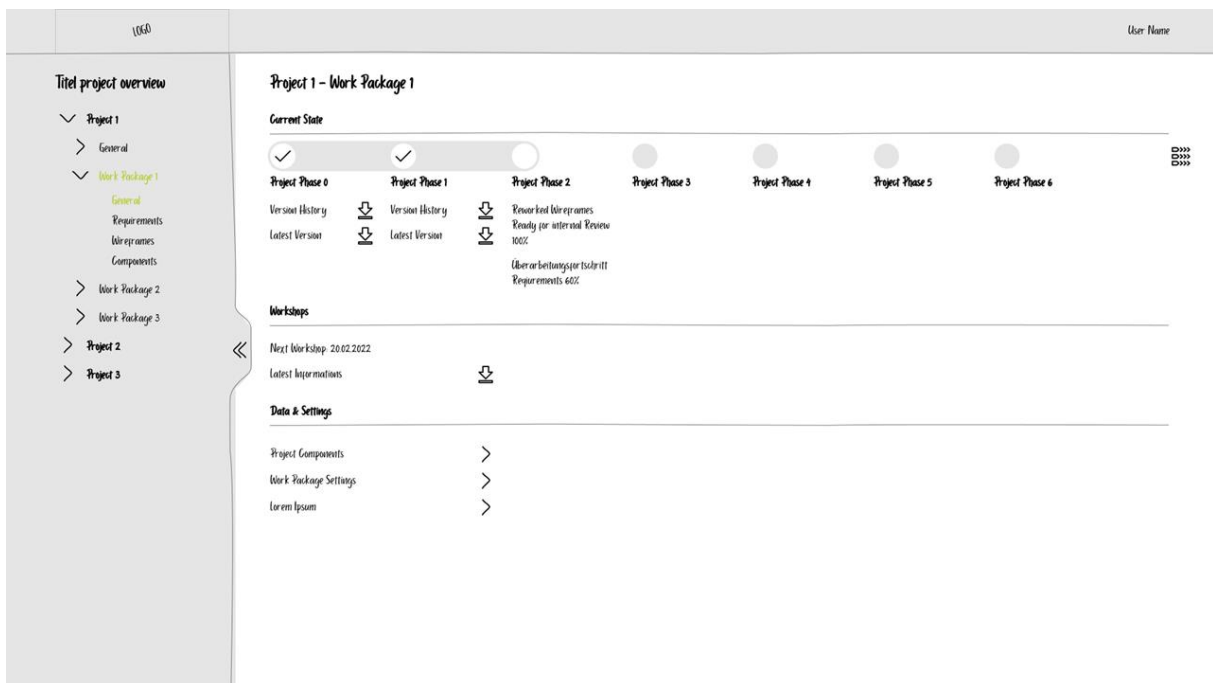 LOGO
User Name
Titel project overview
Project 1
General
Work Package 1
General
Requirements
Wireframes
Components
Work Package 2
Work Package 3
Project 2
Project 3
Project 1 – Work Package 1
Current State
Project Phase 0
Project Phase 1
Project Phase 2
Project Phase 3
Project Phase 4
Project Phase 5
Project Phase 6
Version History
Latest Version
Version History
Latest Version
Reworked Wireframes
Ready for internal Review
100%
Überarbeitungsfortschritt
Requirements 60%
Workshops
Next Workshop: 20.02.2022
Latest Informations
Data & Settings
Project Components
Work Package Settings
Lorem Ipsum